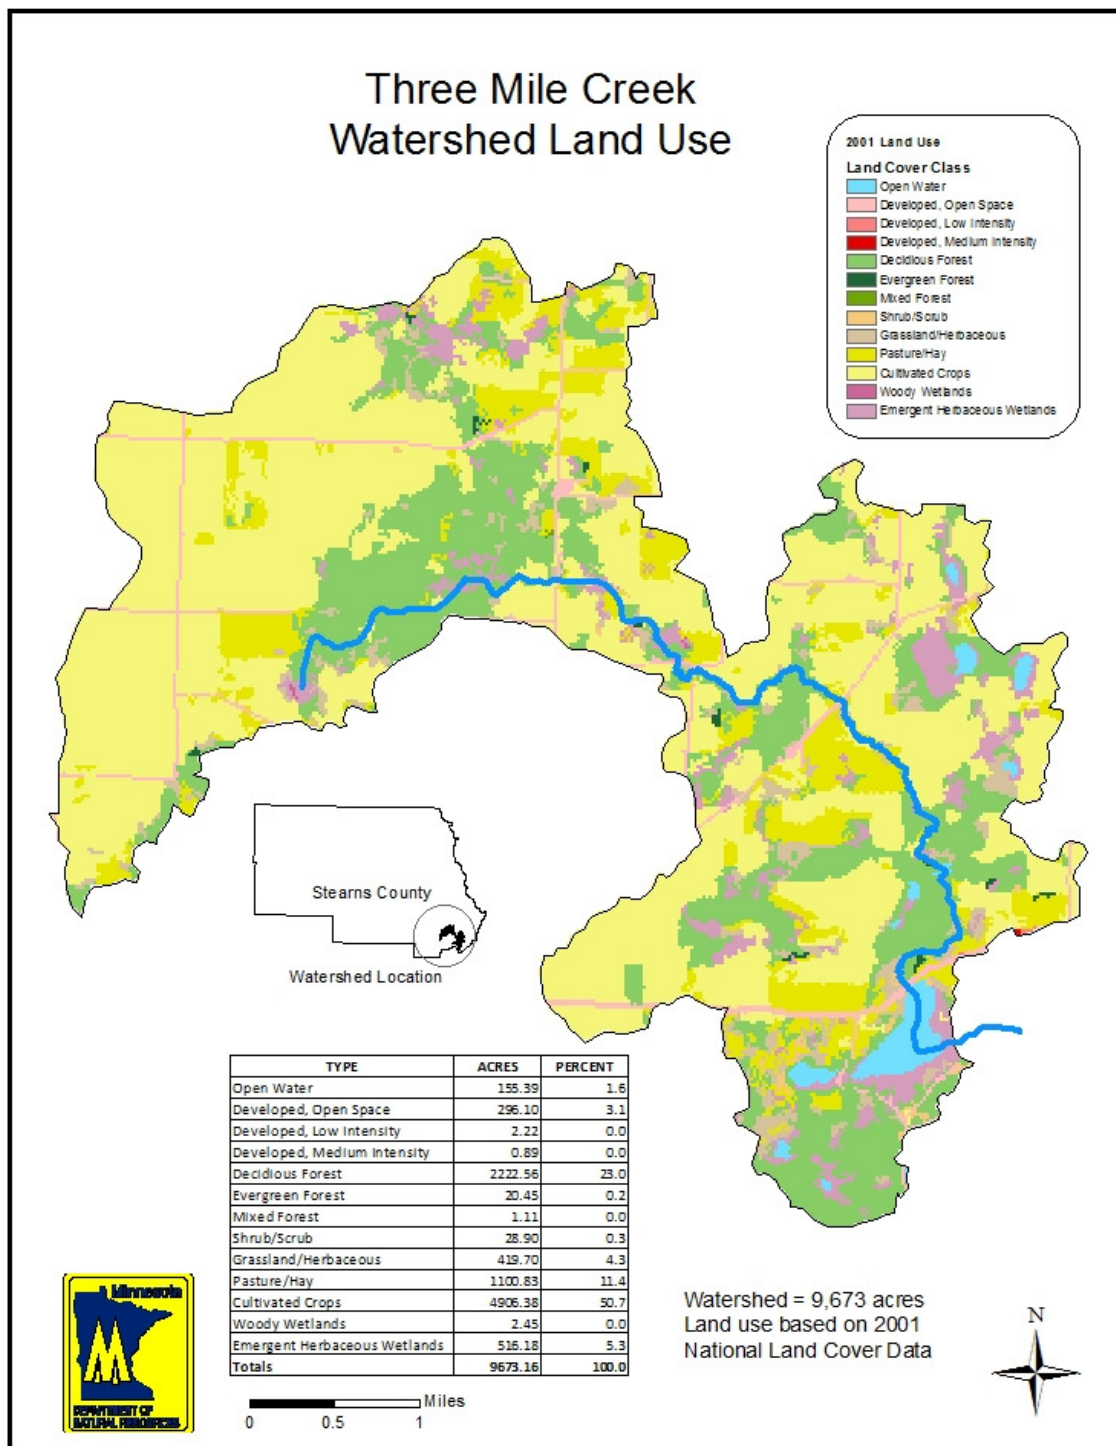 Three Mile Creek
Watershed Land Use
2001 Land Use
Land Cover Class
Open Water
Developed, Open Space
Developed, Low Intensity
Developed, Medium Intensity
Decidious Forest
Evergreen Forest
Mixed Forest
Shrub/Scrub
Grassland/Herbaceous
Pasture/Hay
Cultivated Crops
Woody Wetlands
Emergent Herbaceous Wetlands
Stearns County
Watershed Location
TYPE ACRES PERCENT
Open Water 155.39 1.6
Developed, Open Space 296.10 3.1
Developed, Low Intensity 2.22 0.0
Developed, Medium Intensity 0.89 0.0
Decidious Forest 2222.56 23.0
Evergreen Forest 20.45 0.2
Mixed Forest 1.11 0.0
Shrub/Scrub 28.90 0.3
Grassland/Herbaceous 419.70 4.3
Pasture/Hay 1100.83 11.4
Cultivated Crops 4906.38 50.7
Woody Wetlands 2.45 0.0
Emergent Herbaceous Wetlands 516.18 5.3
Totals 9673.16 100.0
Minnesota
DEPARTMENT OF
NATURAL RESOURCES
Miles
0 0.5 1
Watershed = 9,673 acres
Land use based on 2001
National Land Cover Data
N